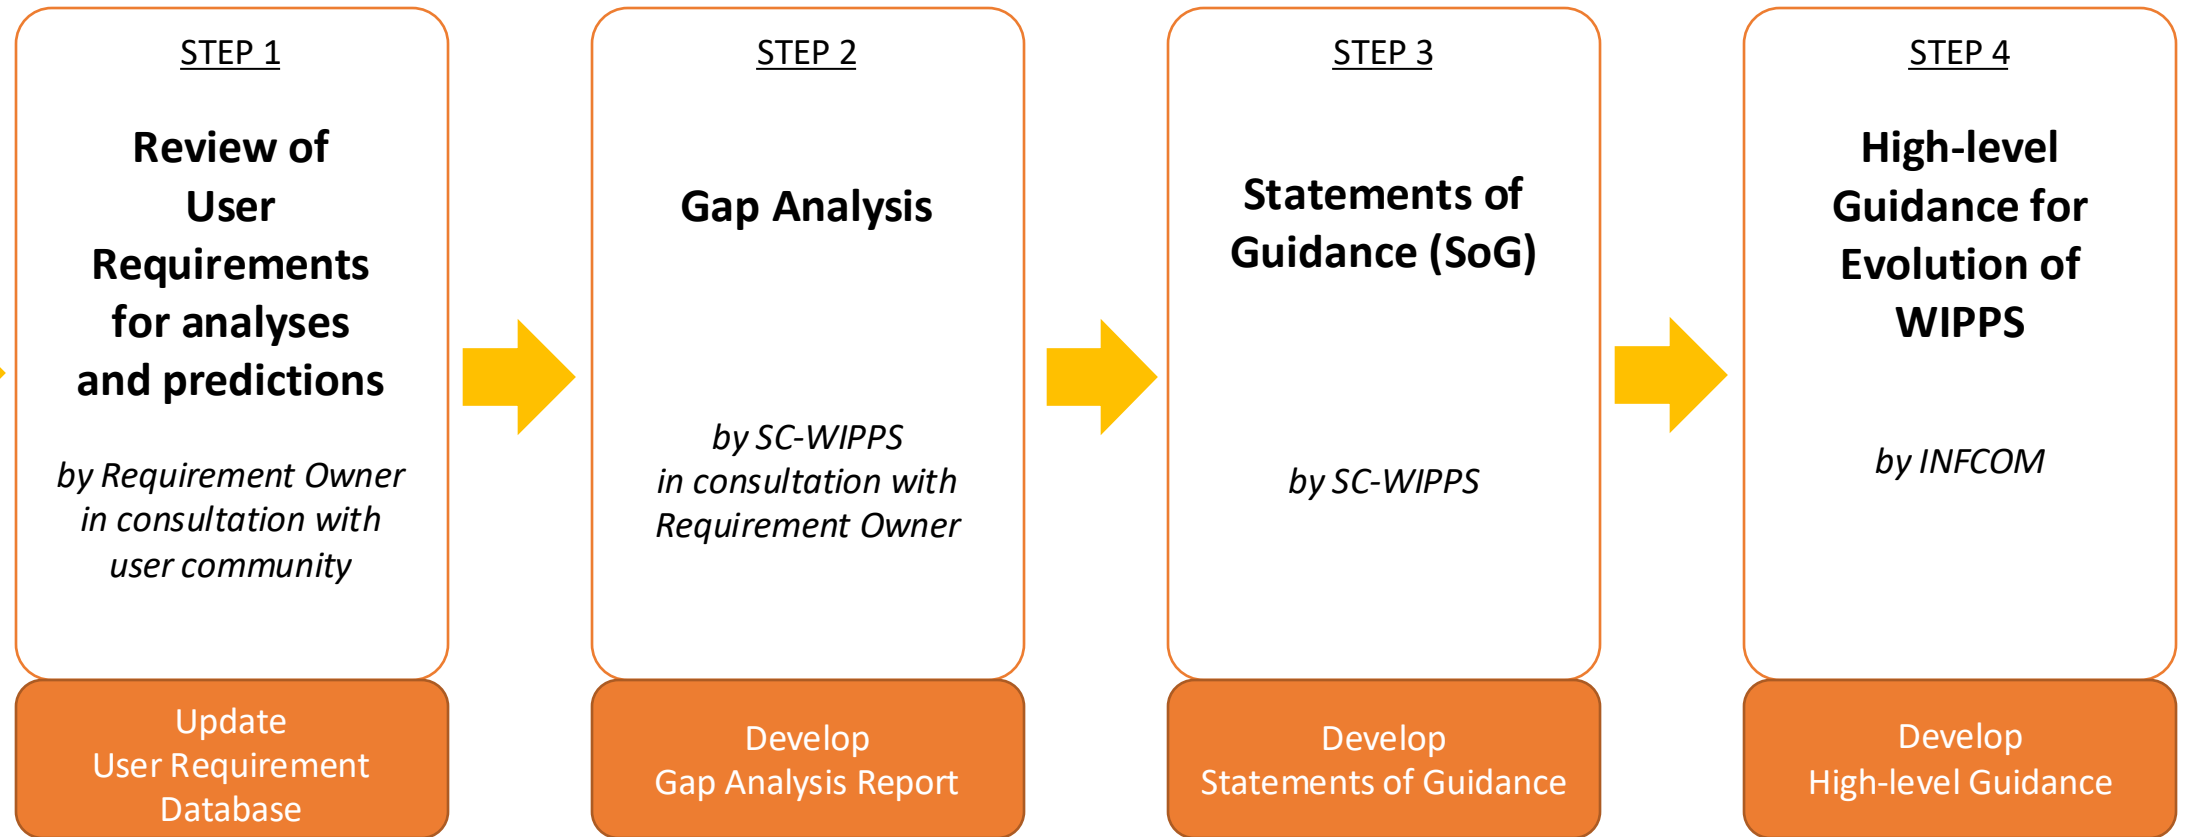 STEP 1
Review of
User
Requirements
for analyses
and predictions
by Requirement Owner
in consultation with
user community
Update
User Requirement
Database
STEP 2
Gap Analysis
by SC-WIPPS
in consultation with
Requirement Owner
Develop
Gap Analysis Report
STEP 3
Statements of
Guidance (SoG)
by SC-WIPPS
Develop
Statements of Guidance
STEP 4
High-level
Guidance for
Evolution of
WIPPS
by INFCOM
Develop
High-level Guidance